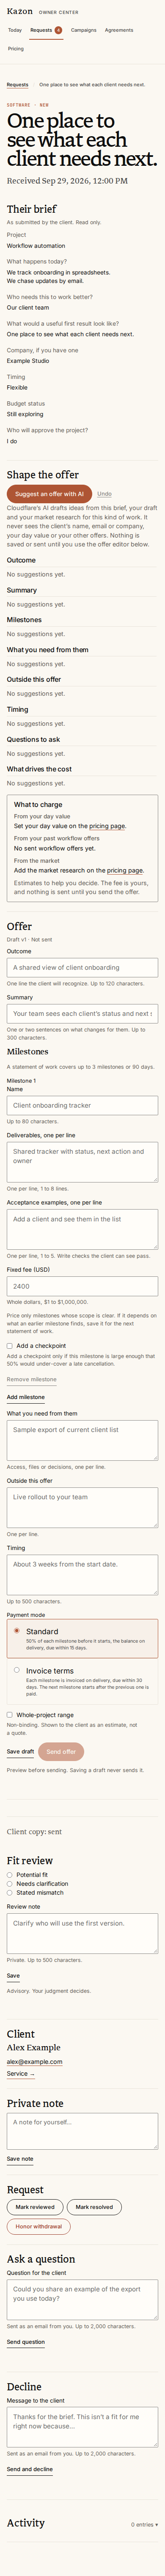 Kazon OWNER CENTER
Today Requests 4 Campaigns Agreements
Pricing
Requests One place to see what each client needs next.
SOFTWARE · NEW
One place to
see what each
client needs next.
Received Sep 29, 2026, 12:00 PM
Their brief
As submitted by the client. Read only.
Project
Workflow automation
What happens today?
We track onboarding in spreadsheets.
We chase updates by email.
Who needs this to work better?
Our client team
What would a useful first result look like?
One place to see what each client needs next.
Company, if you have one
Example Studio
Timing
Flexible
Budget status
Still exploring
Who will approve the project?
I do
Shape the offer
Suggest an offer with AI Undo
Cloudflare's AI drafts ideas from this brief, your draft
and your market research for this kind of work. It
never sees the client's name, email or company,
your day value or your other offers. Nothing is
saved or sent until you use the offer editor below.
Outcome
No suggestions yet.
Summary
No suggestions yet.
Milestones
No suggestions yet.
What you need from them
No suggestions yet.
Outside this offer
No suggestions yet.
Timing
No suggestions yet.
Questions to ask
No suggestions yet.
What drives the cost
No suggestions yet.
What to charge
From your day value
Set your day value on the pricing page.
From your past workflow offers
No sent workflow offers yet.
From the market
Add the market research on the pricing page.
Estimates to help you decide. The fee is yours,
and nothing is sent until you send the offer.
Offer
Draft v1 · Not sent
Outcome
A shared view of client onboarding
One line the client will recognize. Up to 120 characters.
Summary
Your team sees each client's status and next s
One or two sentences on what changes for them. Up to
300 characters.
Milestones
A statement of work covers up to 3 milestones or 90 days.
Milestone 1
Name
Client onboarding tracker
Up to 80 characters.
Deliverables, one per line
Shared tracker with status, next action and
owner
One per line, 1 to 8 lines.
Acceptance examples, one per line
Add a client and see them in the list
One per line, 1 to 5. Write checks the client can see pass.
Fixed fee (USD)
2400
Whole dollars, $1 to $1,000,000.
Price only milestones whose scope is clear. If it depends on
what an earlier milestone finds, save it for the next
statement of work.
Add a checkpoint
Add a checkpoint only if this milestone is large enough that
50% would under-cover a late cancellation.
Remove milestone
Add milestone
What you need from them
Sample export of current client list
Access, files or decisions, one per line.
Outside this offer
Live rollout to your team
One per line.
Timing
About 3 weeks from the start date.
Up to 500 characters.
Payment mode
Standard
50% of each milestone before it starts, the balance on
delivery, due within 15 days.
Invoice terms
Each milestone is invoiced on delivery, due within 30
days. The next milestone starts after the previous one is
paid.
Whole-project range
Non-binding. Shown to the client as an estimate, not
a quote.
Save draft Send offer
Preview before sending. Saving a draft never sends it.
Client copy: sent
Fit review
Potential fit
Needs clarification
Stated mismatch
Review note
Clarify who will use the first version.
Private. Up to 500 characters.
Save
Advisory. Your judgment decides.
Client
Alex Example
alex@example.com
Service →
Private note
A note for yourself…
Save note
Request
Mark reviewed Mark resolved
Honor withdrawal
Ask a question
Question for the client
Could you share an example of the export
you use today?
Sent as an email from you. Up to 2,000 characters.
Send question
Decline
Message to the client
Thanks for the brief. This isn't a fit for me
right now because…
Sent as an email from you. Up to 2,000 characters.
Send and decline
Activity 0 entries ▾